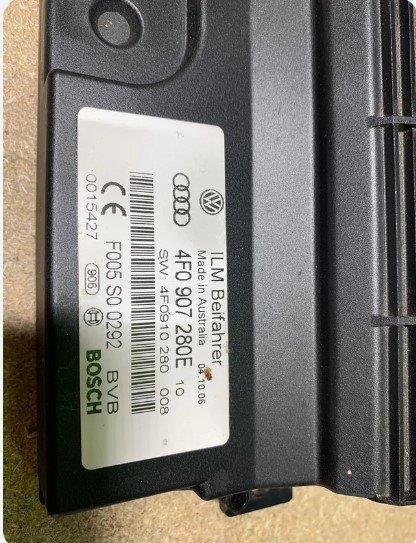 ILM Beifahrer
Made in Australia 04.10.06
4F0 907 280E 10
SW: 4F0910 280 008
0015427
F005 S0 0292 BVB
906 BOSCH